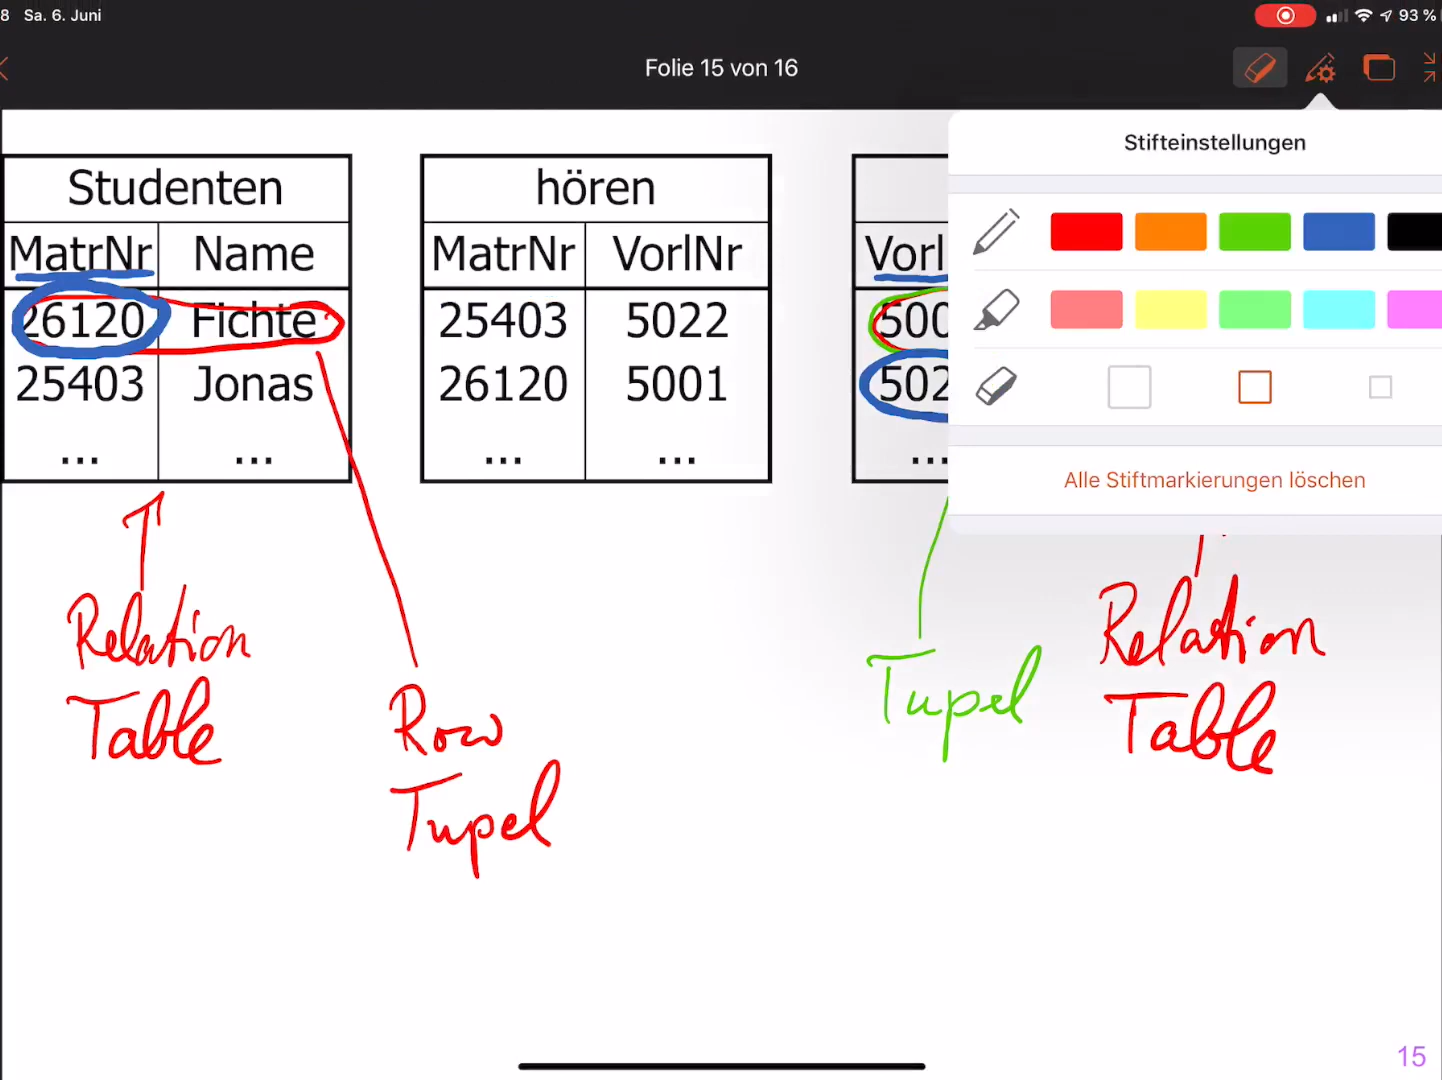 8 Sa. 6. Juni 93 %
Folie 15 von 16
Stifteinstellungen
Studenten
MatrNr Name
26120 Fichte
25403 Jonas
... ...
hören
MatrNr VorlNr
25403 5022
26120 5001
... ...
Vorl
500
502
...
Alle Stiftmarkierungen löschen
Relation
Table
Row
Tupel
Tupel
Relation
Table
15